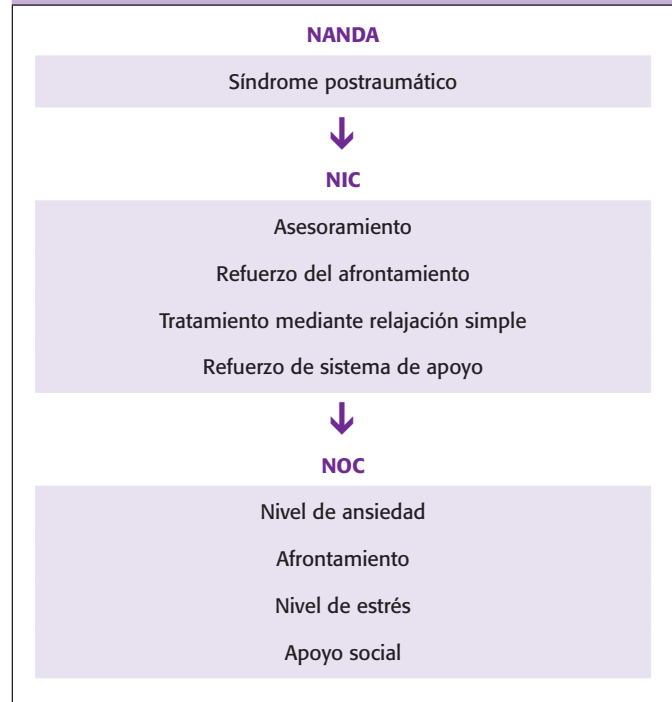 NANDA
Síndrome postraumático
NIC
Asesoramiento
Refuerzo del afrontamiento
Tratamiento mediante relajación simple
Refuerzo de sistema de apoyo
NOC
Nivel de ansiedad
Afrontamiento
Nivel de estrés
Apoyo social